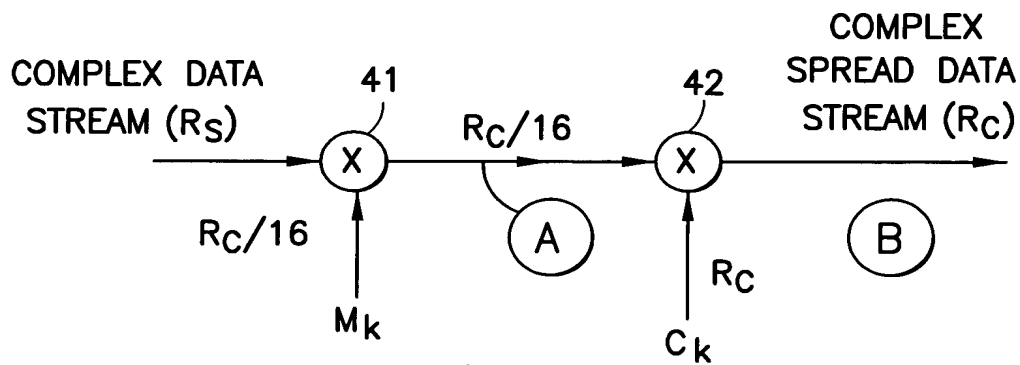 COMPLEX DATA
STREAM (RS)
41
X
RC/16
MK
RC/16
A
42
X
RC
CK
COMPLEX
SPREAD DATA
STREAM (RC)
B